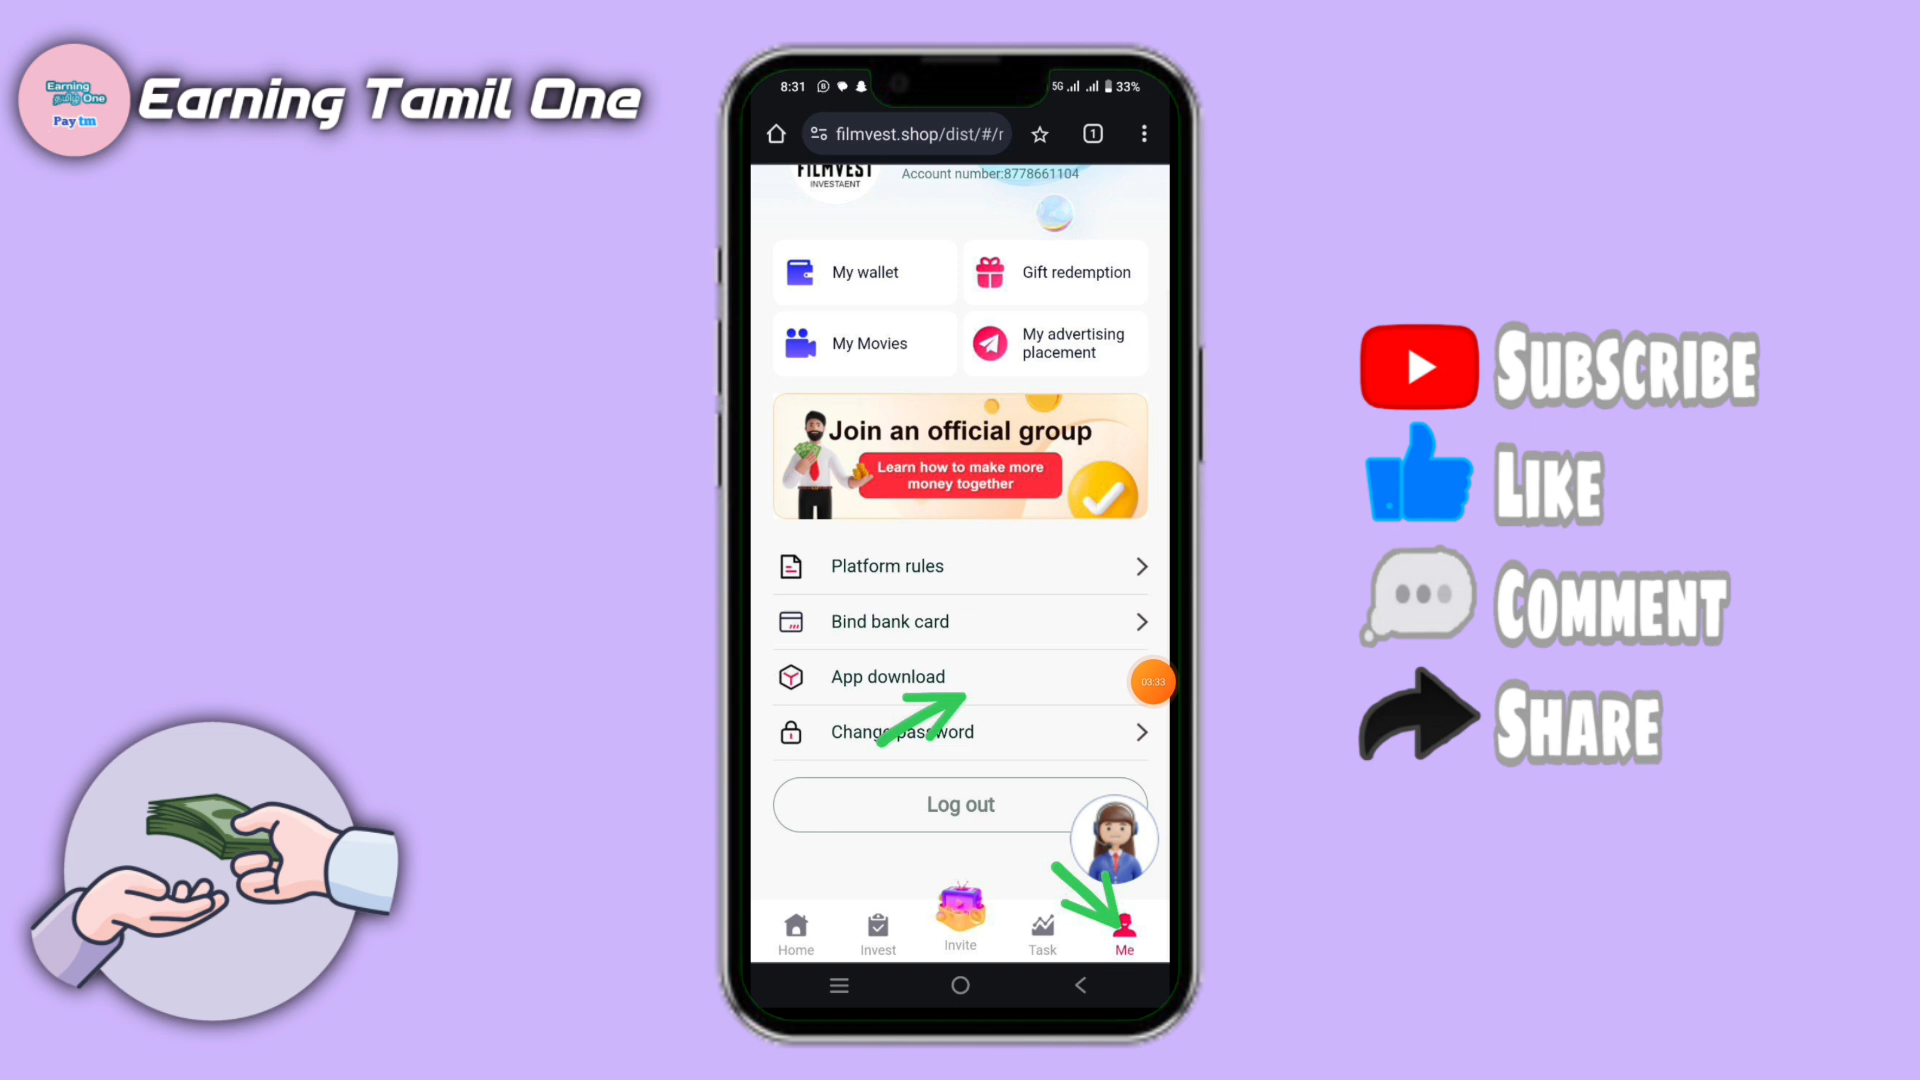 Earning
தமிழ் One
Paytm
Earning Tamil One
8:31
5G
33%
filmvest.shop/dist/#/r
1
FILMVEST
INVESTAENT
Account number:8778661104
My wallet
Gift redemption
My Movies
My advertising
placement
Join an official group
Learn how to make more
money together
Platform rules
Bind bank card
App download
03:33
Change password
Log out
Home
Invest
Invite
Task
Me
SUBSCRIBE
LIKE
COMMENT
SHARE